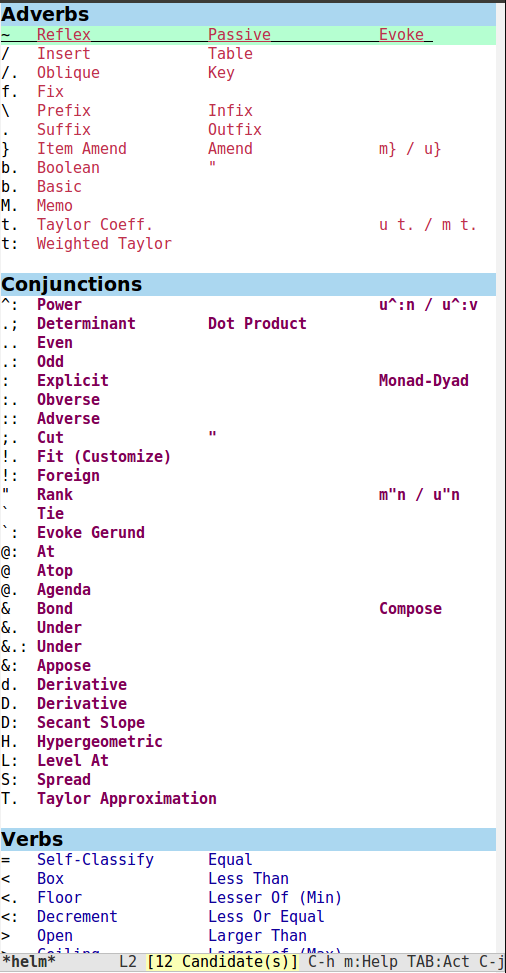 Adverbs
~ Reflex Passive Evoke
/ Insert Table
/. Oblique Key
f. Fix
\ Prefix Infix
. Suffix Outfix
} Item Amend Amend m} / u}
b. Boolean "
b. Basic
M. Memo
t. Taylor Coeff. u t. / m t.
t: Weighted Taylor
Conjunctions
^: Power u^:n / u^:v
.; Determinant Dot Product
.. Even
.: Odd
: Explicit Monad-Dyad
:. Obverse
:: Adverse
;. Cut "
!. Fit (Customize)
!: Foreign
" Rank m"n / u"n
` Tie
`: Evoke Gerund
@: At
@ Atop
@. Agenda
& Bond Compose
&. Under
&.: Under
&: Appose
d. Derivative
D. Derivative
D: Secant Slope
H. Hypergeometric
L: Level At
S: Spread
T. Taylor Approximation
Verbs
= Self-Classify Equal
< Box Less Than
<. Floor Lesser Of (Min)
<: Decrement Less Or Equal
> Open Larger Than
Ceiling Larger of (Max)
*helm* L2 [12 Candidate(s)] C-h m:Help TAB:Act C-j